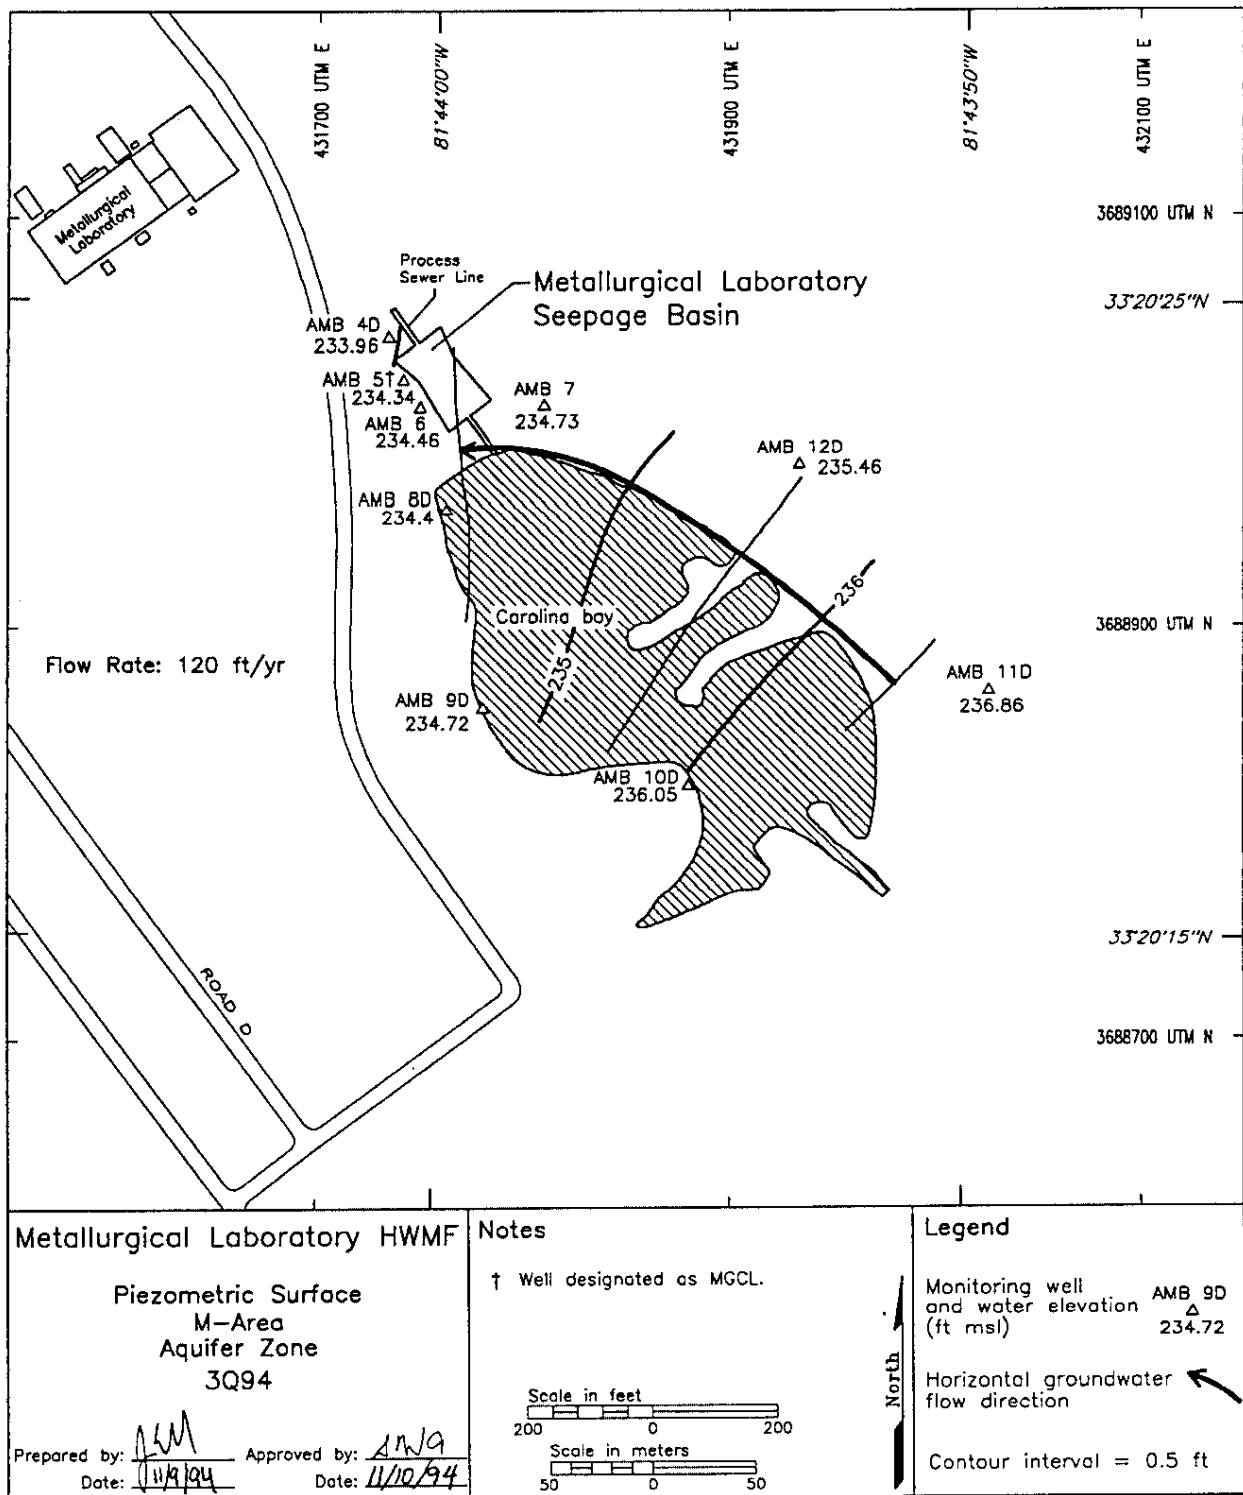 431700 UTM E
81°44'00"W
431900 UTM E
81°43'50"W
432100 UTM E
Metallurgical
Laboratory
3689100 UTM N
Process
Sewer Line
Metallurgical Laboratory
Seepage Basin
33°20'25"N
AMB 4D
233.96
AMB 5†
234.34
AMB 6
234.46
AMB 7
234.73
AMB 12D
235.46
AMB 8D
234.4
236
Carolina bay
3688900 UTM N
Flow Rate: 120 ft/yr
235
AMB 9D
234.72
AMB 11D
236.86
AMB 10D
236.05
33°20'15"N
ROAD D
3688700 UTM N
Metallurgical Laboratory HWMF
Piezometric Surface
M-Area
Aquifer Zone
3Q94
Prepared by:
Approved by:
Date: 11/9/94
Date: 11/10/94
Notes
† Well designated as MGCL.
Scale in feet
200 0 200
Scale in meters
50 0 50
North
Legend
Monitoring well
and water elevation
(ft msl)
AMB 9D
234.72
Horizontal groundwater
flow direction
Contour interval = 0.5 ft